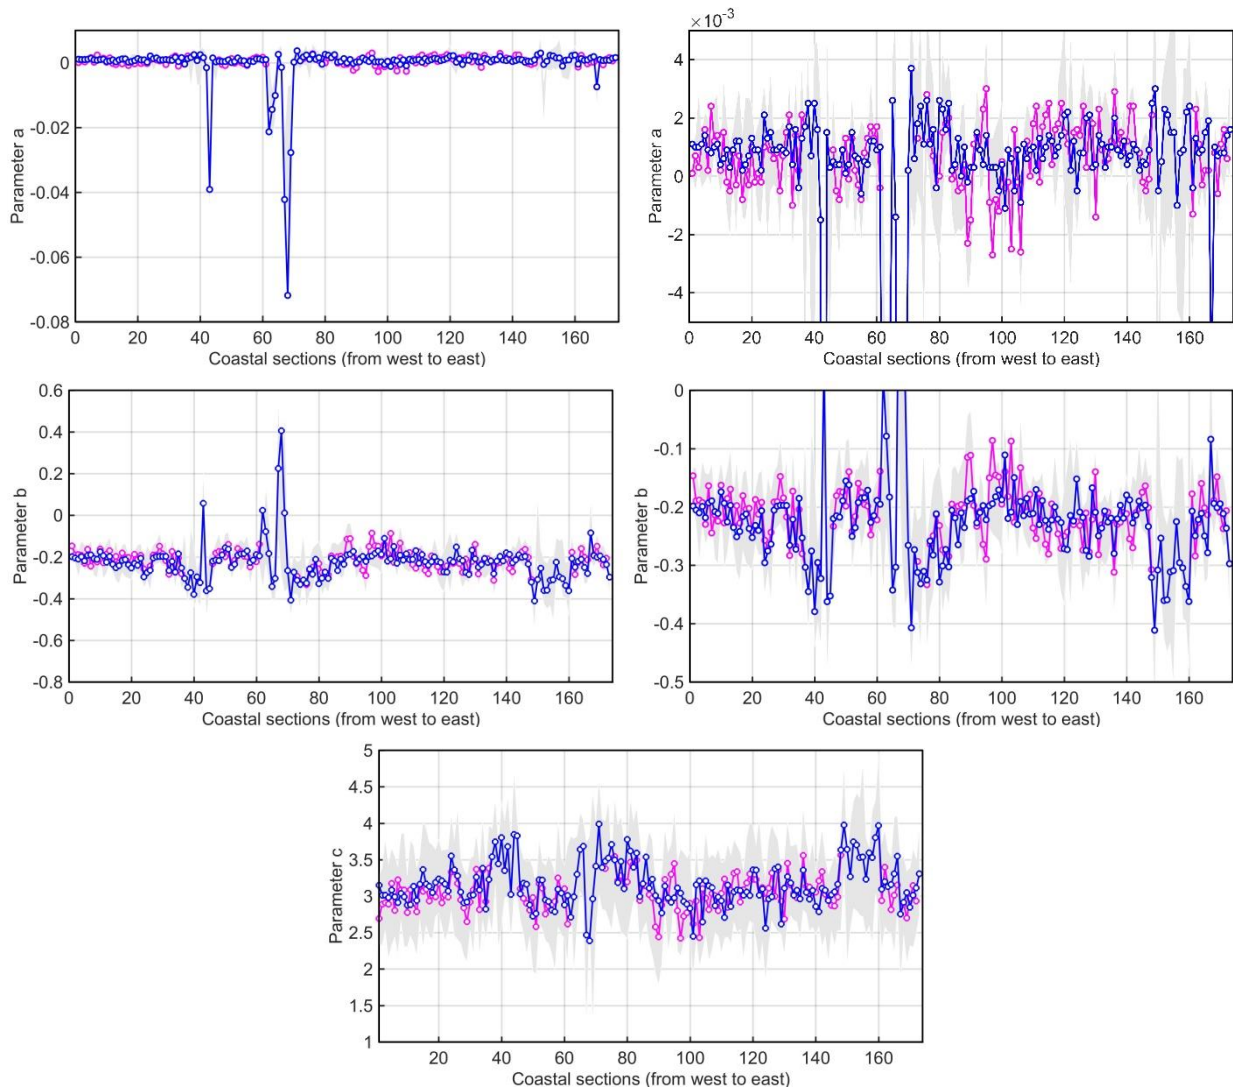 0
-0.02
-0.04
-0.06
-0.08
Parameter a
0 20 40 60 80 100 120 140 160
Coastal sections (from west to east)
×10⁻³
4
2
0
-2
-4
Parameter a
0 20 40 60 80 100 120 140 160
Coastal sections (from west to east)
0.6
0.4
0.2
0
-0.2
-0.4
-0.6
-0.8
Parameter b
0 20 40 60 80 100 120 140 160
Coastal sections (from west to east)
0
-0.1
-0.2
-0.3
-0.4
-0.5
Parameter b
0 20 40 60 80 100 120 140 160
Coastal sections (from west to east)
5
4.5
4
3.5
3
2.5
2
1.5
1
Parameter c
20 40 60 80 100 120 140 160
Coastal sections (from west to east)